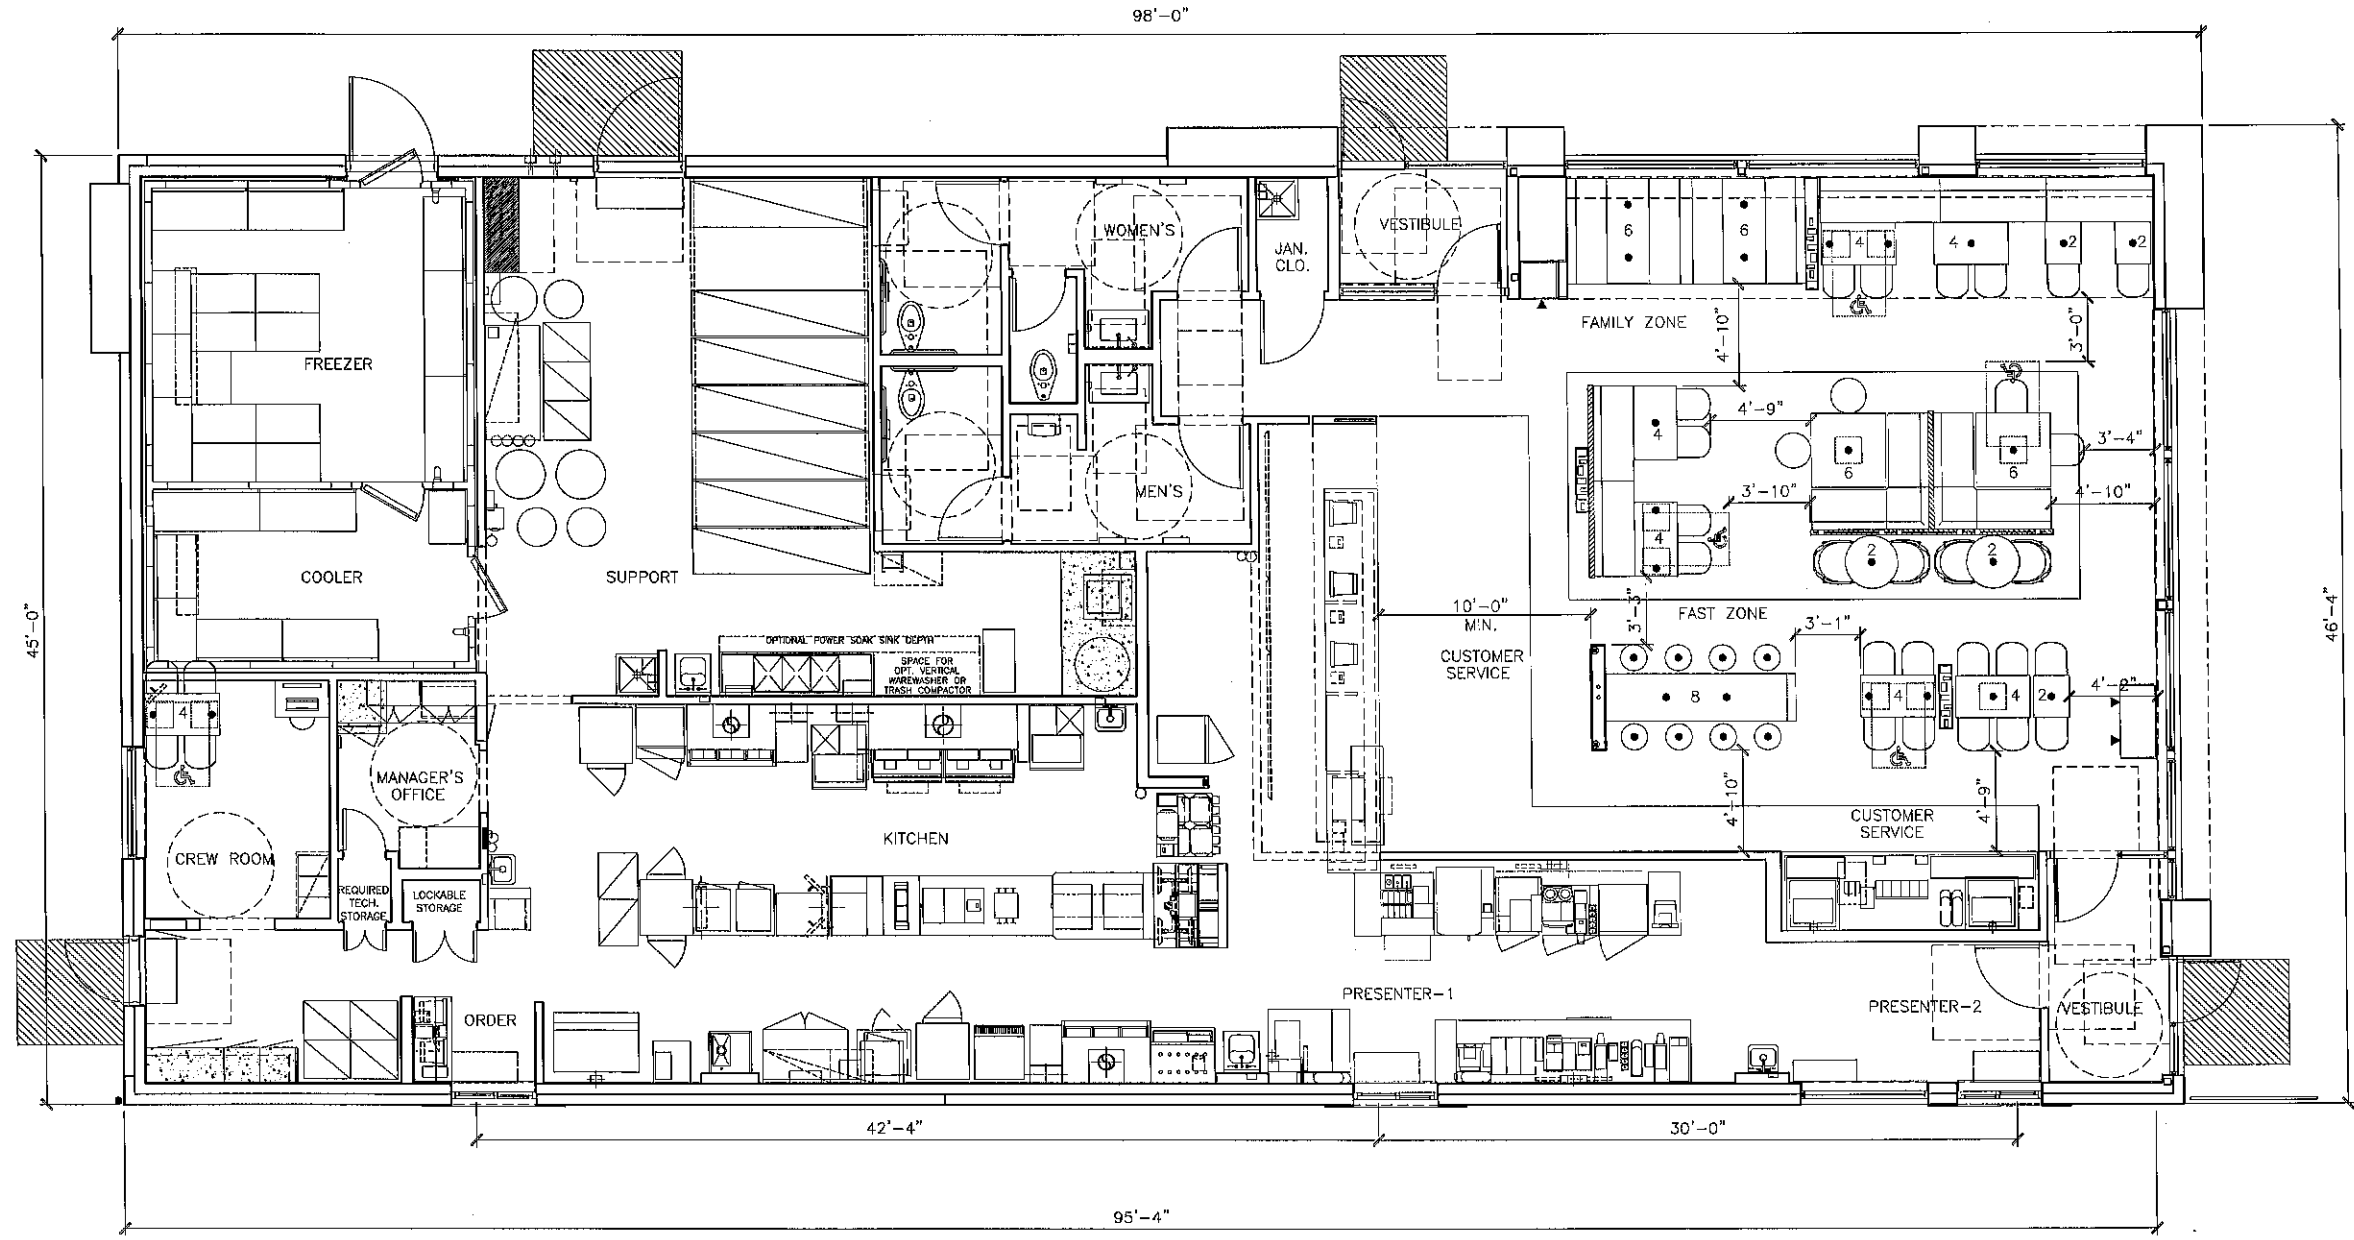 98'-0"
WOMEN'S
VESTIBULE
JAN.
CLO.
6
6
4
4
2
2
FAMILY ZONE
4'-10"
3'-0"
FREEZER
4'-9"
4
6
6
3'-4"
MEN'S
3'-10"
4'-10"
4
2
2
COOLER
SUPPORT
45'-0"
46'-4"
10'-0"
MIN.
3'-3"
FAST ZONE
3'-1"
OPTIONAL POWER SOAK SINK DEPTH
SPACE FOR
OPT. VERTICAL
WAREWASHER OR
TRASH COMPACTOR
CUSTOMER
SERVICE
8
4
4
2
4'-2"
4
MANAGER'S
OFFICE
4'-10"
4'-9"
KITCHEN
CUSTOMER
SERVICE
CREW ROOM
REQUIRED
TECH.
STORAGE
LOCKABLE
STORAGE
PRESENTER-1
PRESENTER-2
VESTIBULE
ORDER
42'-4"
30'-0"
95'-4"